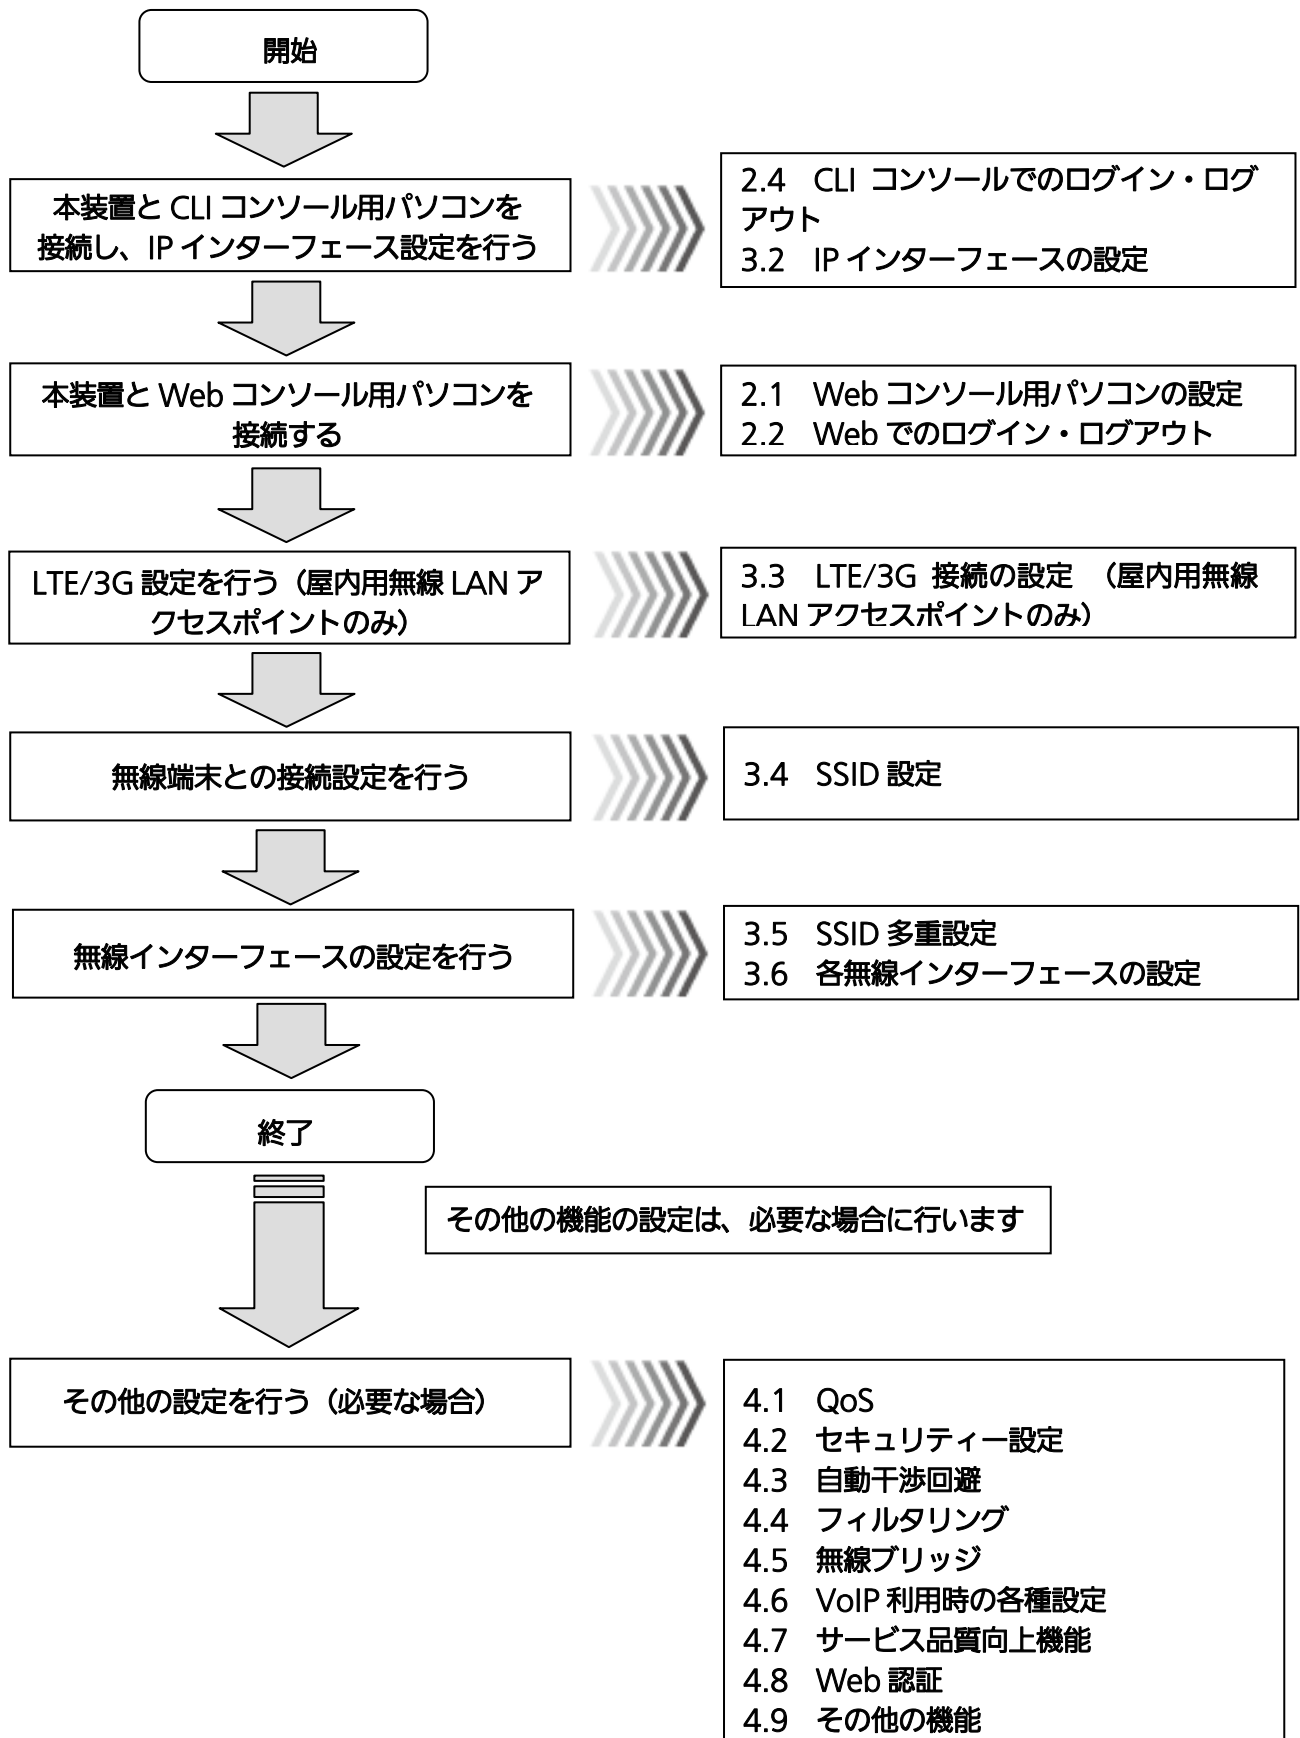 開始
本装置と CLI コンソール用パソコンを
接続し、IP インターフェース設定を行う
2.4 CLI コンソールでのログイン・ログ
アウト
3.2 IP インターフェースの設定
本装置と Web コンソール用パソコンを
接続する
2.1 Web コンソール用パソコンの設定
2.2 Web でのログイン・ログアウト
LTE/3G 設定を行う（屋内用無線 LAN ア
クセスポイントのみ）
3.3 LTE/3G 接続の設定 （屋内用無線
LAN アクセスポイントのみ）
無線端末との接続設定を行う
3.4 SSID 設定
無線インターフェースの設定を行う
3.5 SSID 多重設定
3.6 各無線インターフェースの設定
終了
その他の機能の設定は、必要な場合に行います
その他の設定を行う（必要な場合）
4.1 QoS
4.2 セキュリティー設定
4.3 自動干渉回避
4.4 フィルタリング
4.5 無線ブリッジ
4.6 VoIP 利用時の各種設定
4.7 サービス品質向上機能
4.8 Web 認証
4.9 その他の機能